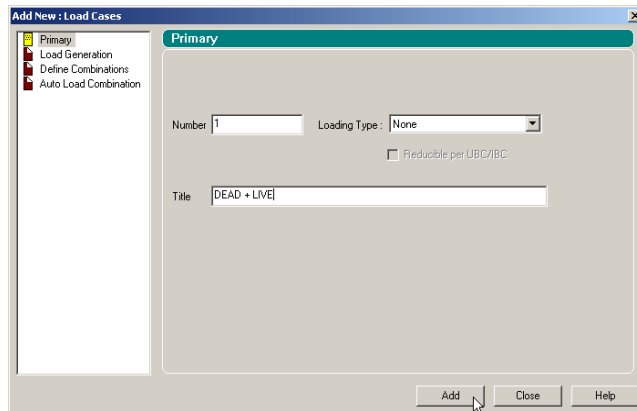 Add New : Load Cases
Primary
Load Generation
Define Combinations
Auto Load Combination
Primary
Number 1 Loading Type : None
Reducible per UBC/IBC
Title DEAD + LIVE
Add Close Help